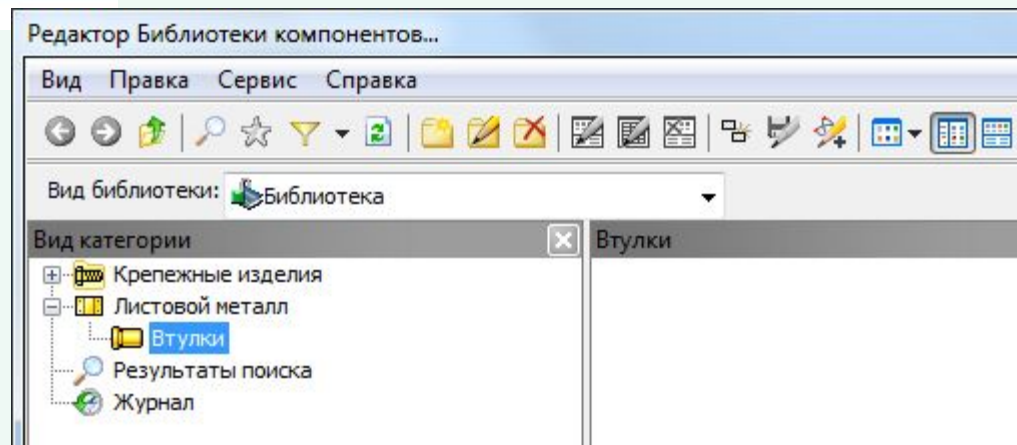 Редактор Библиотеки компонентов...
Вид Правка Сервис Справка
Вид библиотеки: Библиотека
Вид категории Втулки
Крепежные изделия
Листовой металл
Втулки
Результаты поиска
Журнал